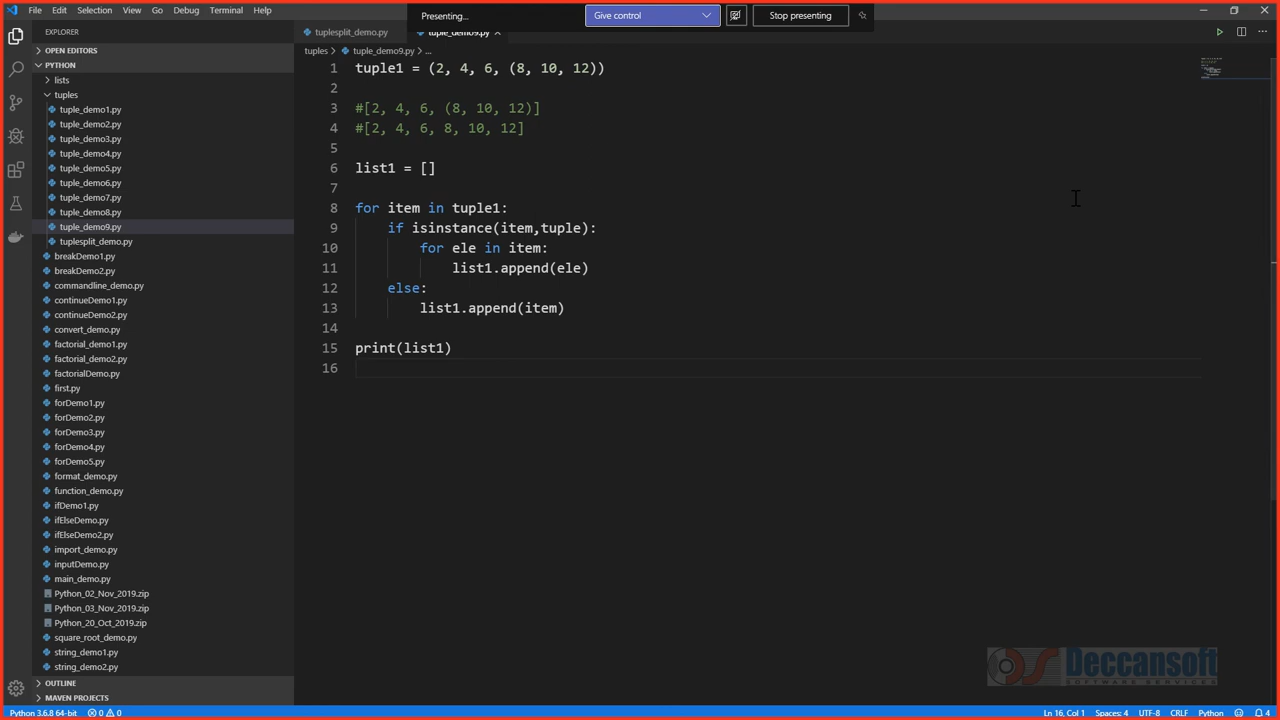 File Edit Selection View Go Debug Terminal Help
Presenting...
Give control
Stop presenting
EXPLORER
tuplesplit_demo.py
tuple_demo9.py
OPEN EDITORS
tuples > tuple_demo9.py > ...
PYTHON
lists
tuples
tuple_demo1.py
tuple_demo2.py
tuple_demo3.py
tuple_demo4.py
tuple_demo5.py
tuple_demo6.py
tuple_demo7.py
tuple_demo8.py
tuple_demo9.py
tuplesplit_demo.py
breakDemo1.py
breakDemo2.py
commandline_demo.py
continueDemo1.py
continueDemo2.py
convert_demo.py
factorial_demo1.py
factorial_demo2.py
factorialDemo.py
first.py
forDemo1.py
forDemo2.py
forDemo3.py
forDemo4.py
forDemo5.py
format_demo.py
function_demo.py
ifDemo1.py
ifElseDemo.py
ifElseDemo2.py
import_demo.py
inputDemo.py
main_demo.py
Python_02_Nov_2019.zip
Python_03_Nov_2019.zip
Python_20_Oct_2019.zip
square_root_demo.py
string_demo1.py
string_demo2.py
OUTLINE
MAVEN PROJECTS
1 tuple1 = (2, 4, 6, (8, 10, 12))
2
3 #[2, 4, 6, (8, 10, 12)]
4 #[2, 4, 6, 8, 10, 12]
5
6 list1 = []
7
8 for item in tuple1:
9 if isinstance(item,tuple):
10 for ele in item:
11 list1.append(ele)
12 else:
13 list1.append(item)
14
15 print(list1)
16
Deccansoft
SOFTWARE SERVICES
Python 3.6.8 64-bit 0 0
Ln 16, Col 1 Spaces: 4 UTF-8 CRLF Python 4